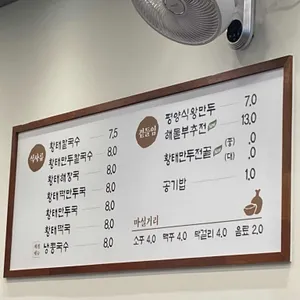 식사류
황태칼국수 7.5
황태만두칼국수 8.0
황태해장국 8.0
황태떡만두국 8.0
황태만두국 8.0
황태떡국 8.0
냉콩국수 8.0
곁들임
평양식왕만두 7.0
해물부추전 13.0
황태만두전골 (중) .0
(대) .0
공기밥 1.0
마실거리
소주 4.0 맥주 4.0 막걸리 4.0 음료 2.0